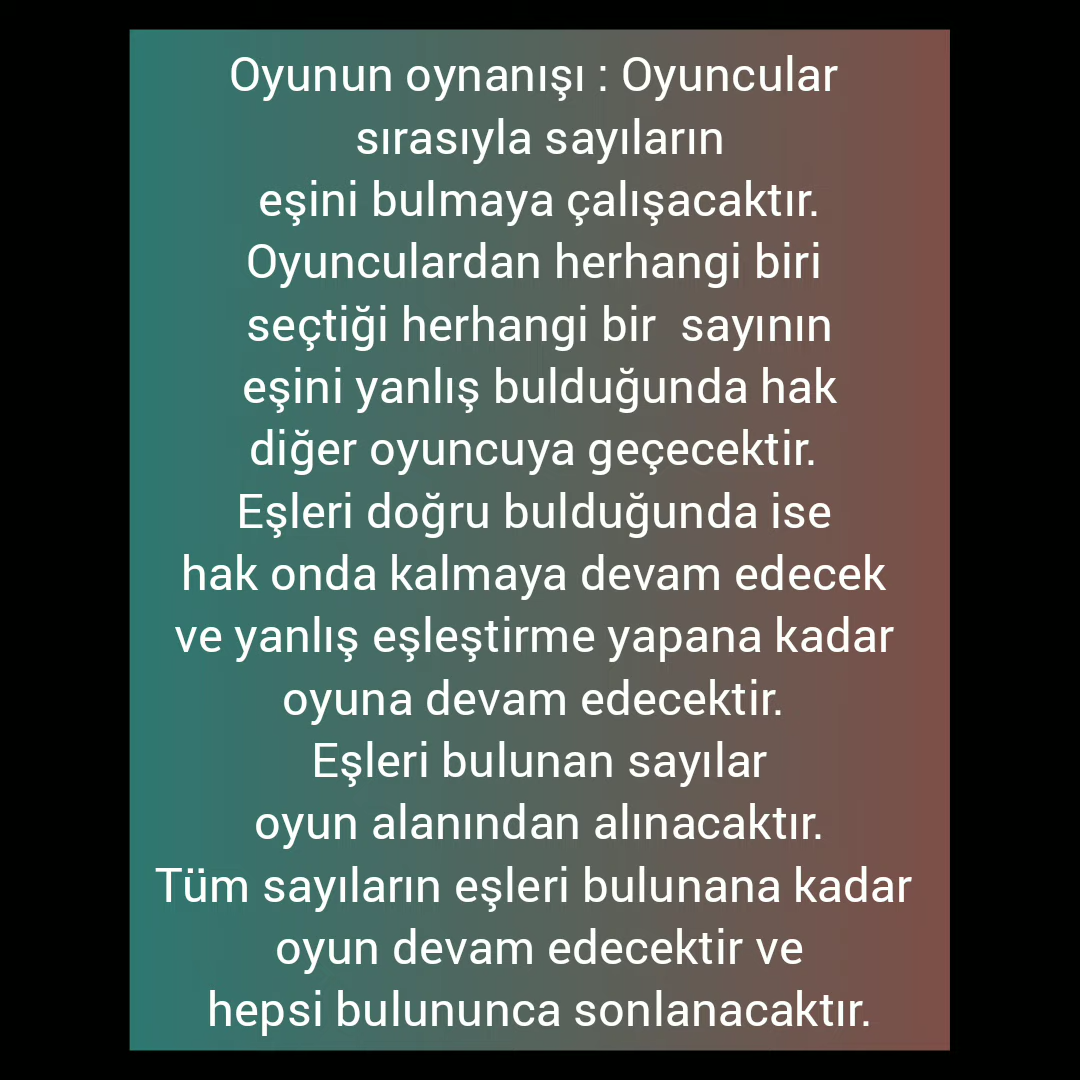 Oyunun oynanışı : Oyuncular
sırasıyla sayıların
eşini bulmaya çalışacaktır.
Oyunculardan herhangi biri
seçtiği herhangi bir  sayının
eşini yanlış bulduğunda hak
diğer oyuncuya geçecektir.
Eşleri doğru bulduğunda ise
hak onda kalmaya devam edecek
ve yanlış eşleştirme yapana kadar
oyuna devam edecektir.
Eşleri bulunan sayılar
oyun alanından alınacaktır.
Tüm sayıların eşleri bulunana kadar
oyun devam edecektir ve
hepsi bulununca sonlanacaktır.